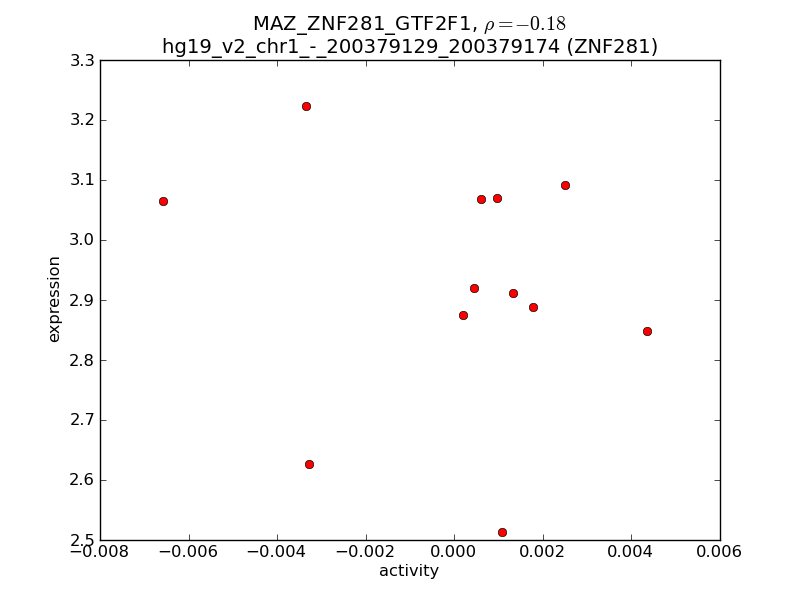 MAZ_ZNF281_GTF2F1, ρ = −0.18
hg19_v2_chr1_-_200379129_200379174 (ZNF281)
3.3
3.2
3.1
3.0
2.9
2.8
2.7
2.6
2.5
expression
−0.008 −0.006 −0.004 −0.002 0.000 0.002 0.004 0.006
activity